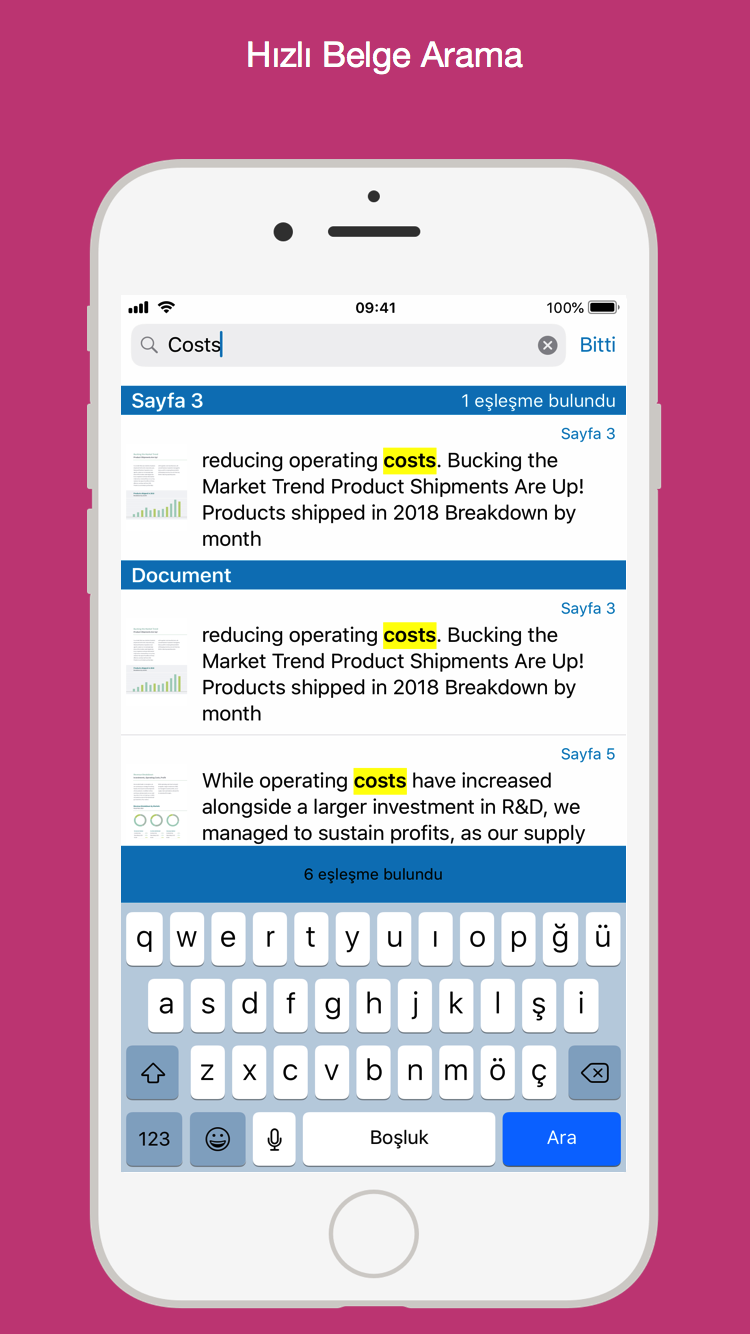 Hızlı Belge Arama
09:41
100%
Costs
Bitti
Sayfa 3
1 eşleşme bulundu
Sayfa 3
reducing operating costs. Bucking the
Market Trend Product Shipments Are Up!
Products shipped in 2018 Breakdown by
month
Document
Sayfa 3
reducing operating costs. Bucking the
Market Trend Product Shipments Are Up!
Products shipped in 2018 Breakdown by
month
Sayfa 5
While operating costs have increased
alongside a larger investment in R&D, we
managed to sustain profits, as our supply
6 eşleşme bulundu
q w e r t y u ı o p ğ ü
a s d f g h j k l ş i
z x c v b n m ö ç
123
Boşluk
Ara